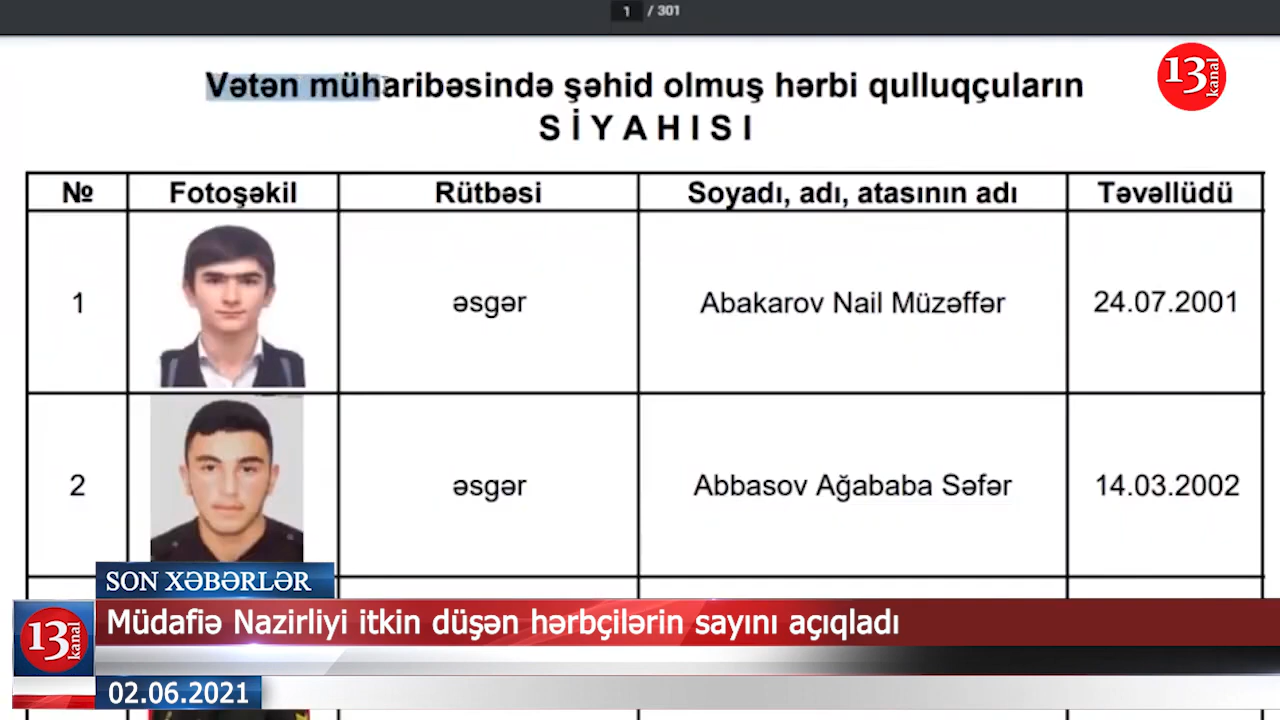 1 / 301
Vətən müharibəsində şəhid olmuş hərbi qulluqçuların
SİYAHISI
13 kanal
№ Fotoşəkil Rütbəsi Soyadı, adı, atasının adı Təvəllüdü
1 əsgər Abakarov Nail Müzəffər 24.07.2001
2 əsgər Abbasov Ağababa Səfər 14.03.2002
SON XƏBƏRLƏR
Müdafiə Nazirliyi itkin düşən hərbçilərin sayını açıqladı
13 kanal
02.06.2021